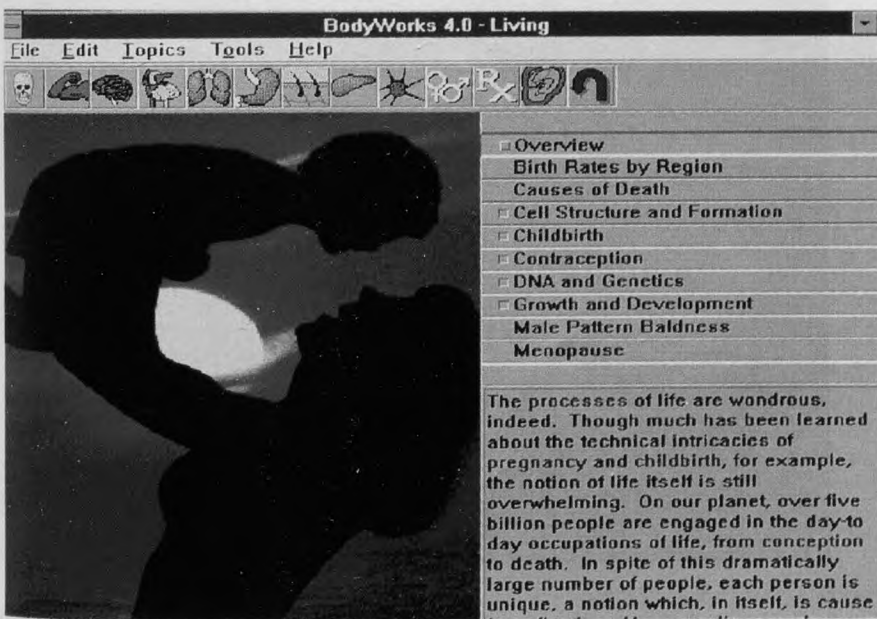 BodyWorks 4.0 - Living
File Edit Topics Tools Help
Rx
Overview
Birth Rates by Region
Causes of Death
Cell Structure and Formation
Childbirth
Contraception
DNA and Genetics
Growth and Development
Male Pattern Baldness
Menopause
The processes of life are wondrous,
indeed. Though much has been learned
about the technical intricacies of
pregnancy and childbirth, for example,
the notion of life itself is still
overwhelming. On our planet, over five
billion people are engaged in the day-to
day occupations of life, from conception
to death. In spite of this dramatically
large number of people, each person is
unique, a notion which, in itself, is cause